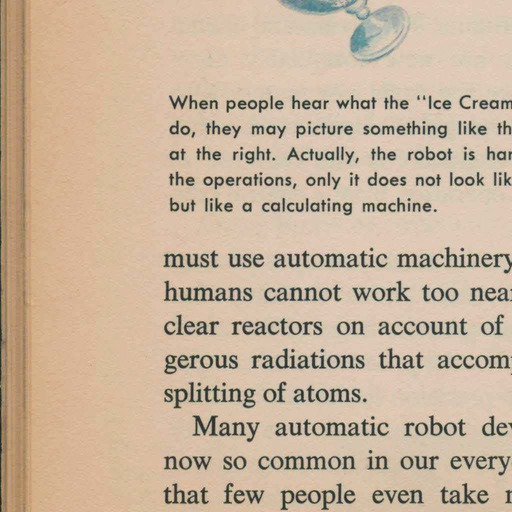 When people hear what the "Ice Cream
do, they may picture something like th
at the right. Actually, the robot is har
the operations, only it does not look lik
but like a calculating machine.
must use automatic machinery
humans cannot work too near
clear reactors on account of
gerous radiations that accomp
splitting of atoms.
Many automatic robot dev
now so common in our every
that few people even take n